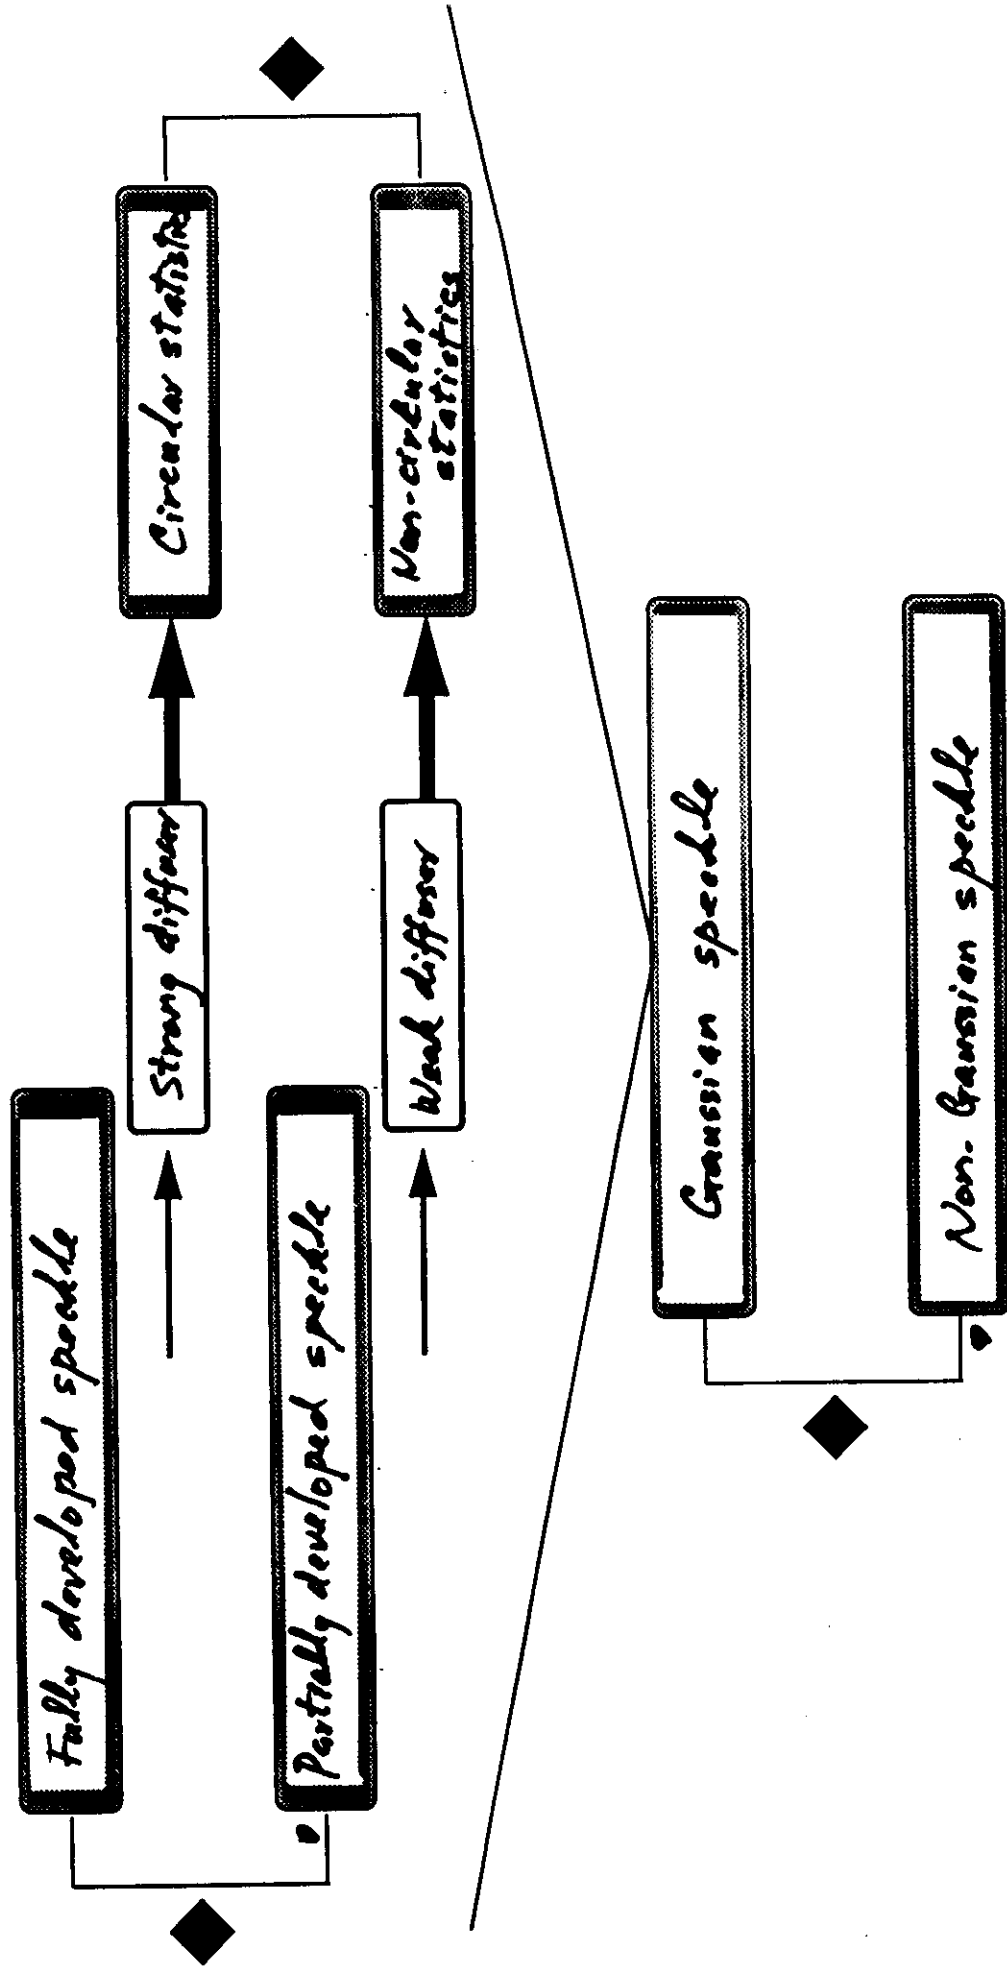 Fully developed speckle
Strong diffuser
Circular statistic
Partially developed speckle
Weak diffuser
Non-circular
statistics
Gaussian speckle
Non-Gaussian speckle